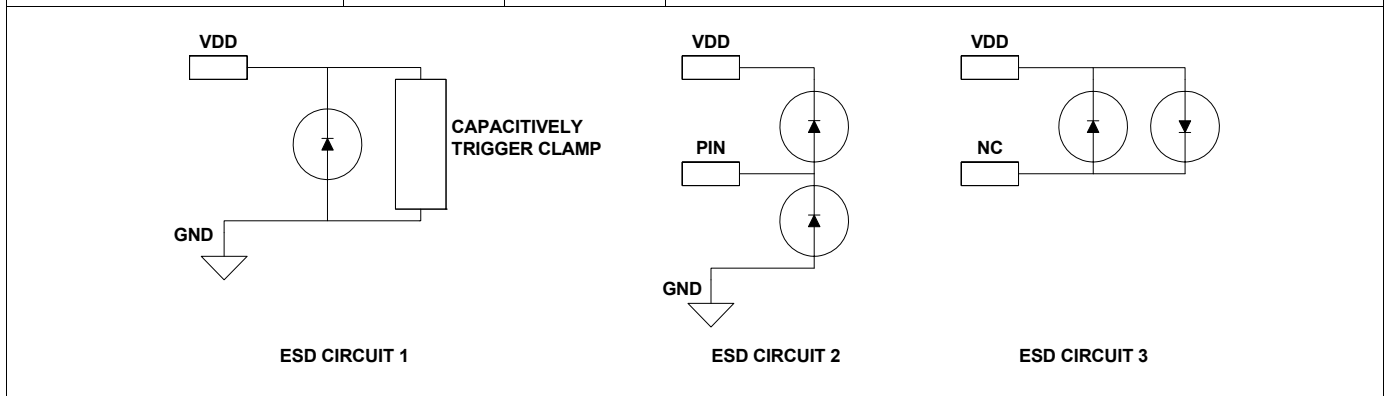 VDD
CAPACITIVELY
TRIGGER CLAMP
GND
ESD CIRCUIT 1
VDD
PIN
GND
ESD CIRCUIT 2
VDD
NC
ESD CIRCUIT 3